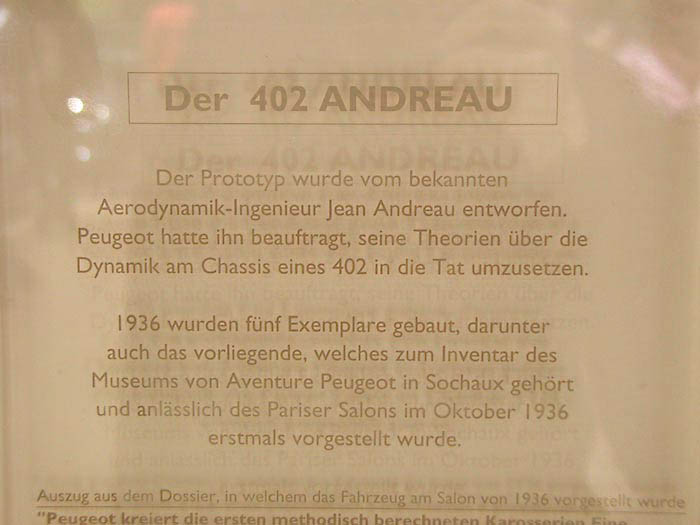 Der 402 ANDREAU
Der Prototyp wurde vom bekannten
Aerodynamik-Ingenieur Jean Andreau entworfen.
Peugeot hatte ihn beauftragt, seine Theorien über die
Dynamik am Chassis eines 402 in die Tat umzusetzen.
1936 wurden fünf Exemplare gebaut, darunter
auch das vorliegende, welches zum Inventar des
Museums von Aventure Peugeot in Sochaux gehört
und anlässlich des Pariser Salons im Oktober 1936
erstmals vorgestellt wurde.
Auszug aus dem Dossier, in welchem das Fahrzeug am Salon von 1936 vorgestellt wurde
"Peugeot kreiert die ersten methodisch berechneten Karosserien